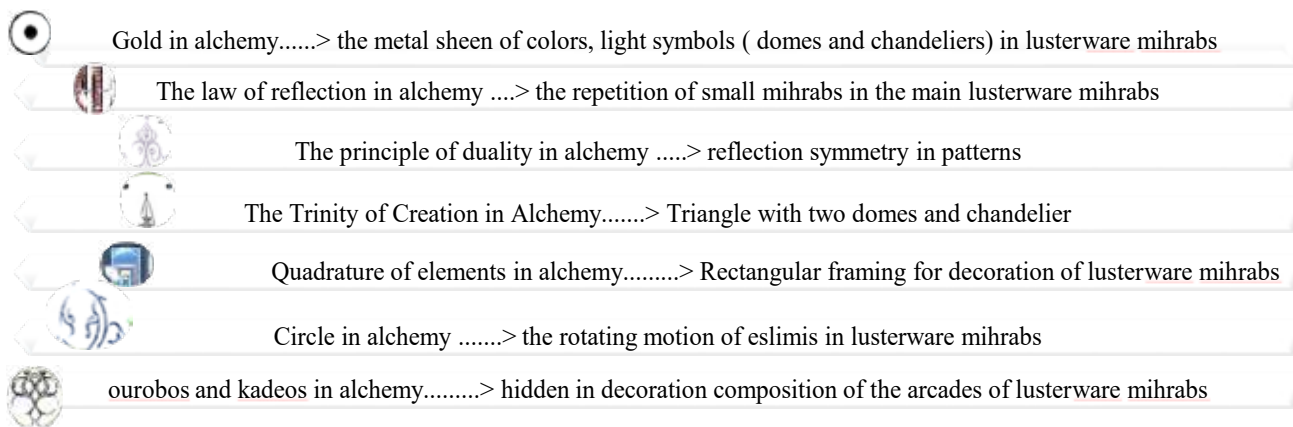 Gold in alchemy......> the metal sheen of colors, light symbols ( domes and chandeliers) in lusterware mihrabs
The law of reflection in alchemy ....> the repetition of small mihrabs in the main lusterware mihrabs
The principle of duality in alchemy .....> reflection symmetry in patterns
The Trinity of Creation in Alchemy.......> Triangle with two domes and chandelier
Quadrature of elements in alchemy.........> Rectangular framing for decoration of lusterware mihrabs
Circle in alchemy .......> the rotating motion of eslimis in lusterware mihrabs
ourobos and kadeos in alchemy.........> hidden in decoration composition of the arcades of lusterware mihrabs